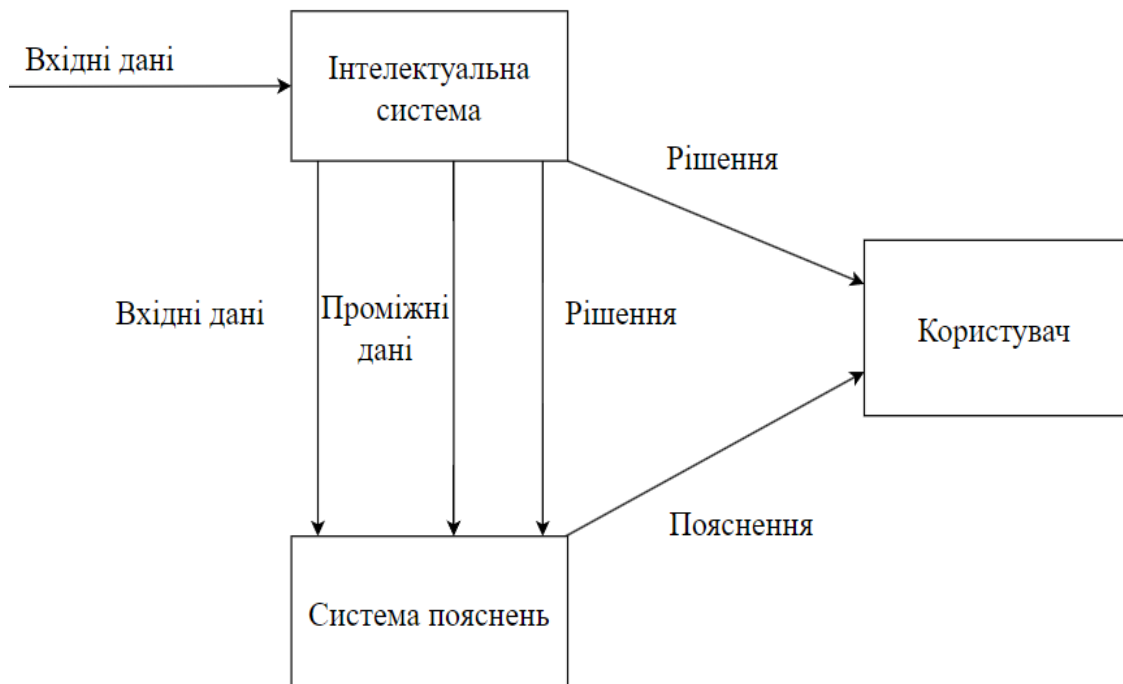 Вхідні дані
Інтелектуальна
система
Рішення
Вхідні дані
Проміжні
дані
Рішення
Користувач
Пояснення
Система пояснень